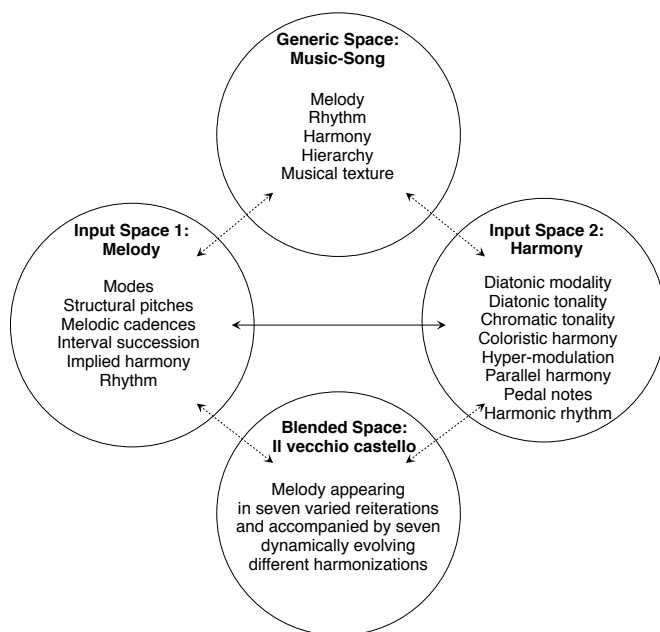 Generic Space:
Music-Song
Melody
Rhythm
Harmony
Hierarchy
Musical texture
Input Space 1:
Melody
Modes
Structural pitches
Melodic cadences
Interval succession
Implied harmony
Rhythm
Input Space 2:
Harmony
Diatonic modality
Diatonic tonality
Chromatic tonality
Coloristic harmony
Hyper-modulation
Parallel harmony
Pedal notes
Harmonic rhythm
Blended Space:
Il vecchio castello
Melody appearing
in seven varied reiterations
and accompanied by seven
dynamically evolving
different harmonizations